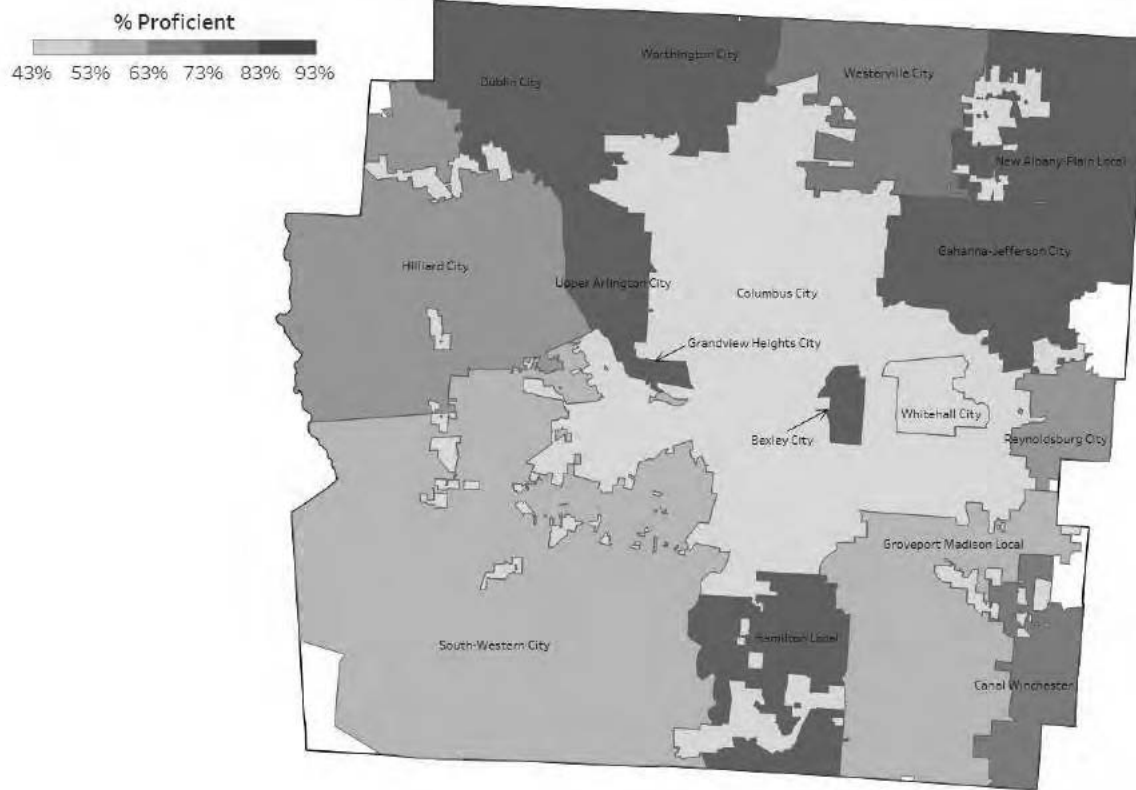 % Proficient
43% 53% 63% 73% 83% 93%
Worthington City
Westerville City
Dublin City
New Albany-Plain Local
Gahanna-Jefferson City
Hilliard City
Upper Arlington City
Columbus City
Grandview Heights City
Whitehall City
Bexley City
Reynoldsburg City
Groveport Madison Local
Hamilton Local
South-Western City
Canal Winchester